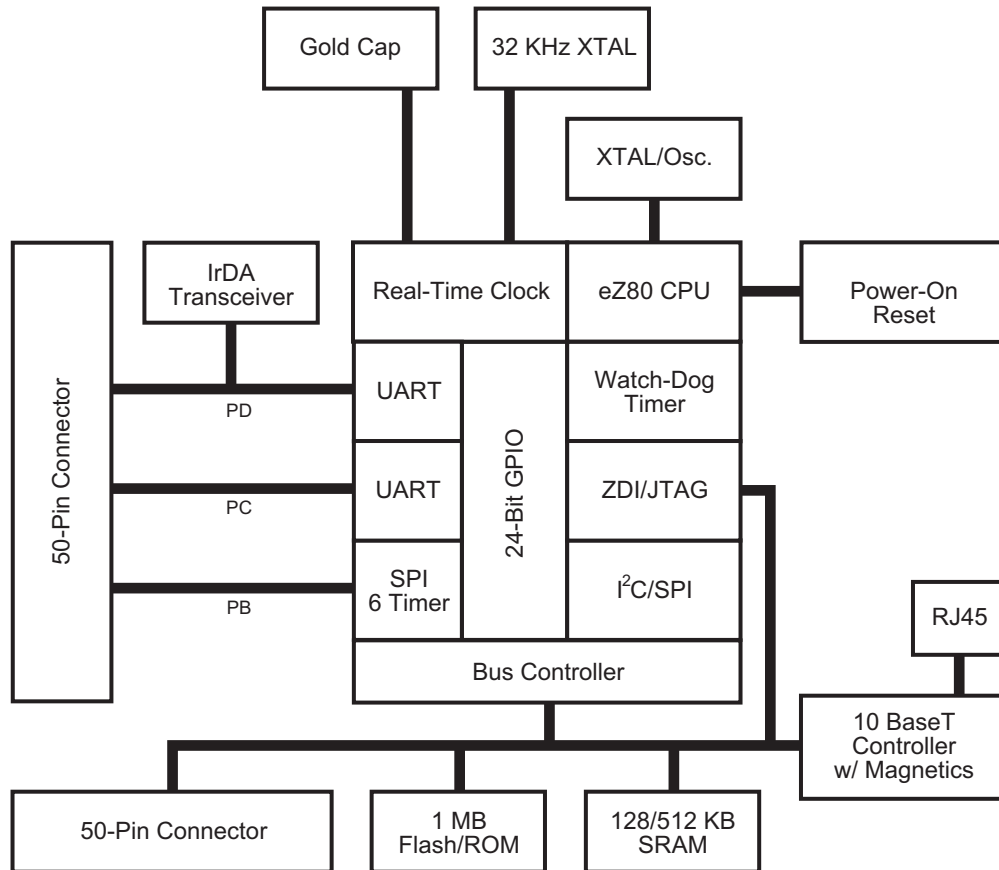 Gold Cap
32 KHz XTAL
XTAL/Osc.
IrDA
Transceiver
Real-Time Clock
eZ80 CPU
Power-On
Reset
50-Pin Connector
UART
Watch-Dog
Timer
PD
24-Bit GPIO
UART
ZDI/JTAG
PC
SPI
6 Timer
I²C/SPI
PB
RJ45
Bus Controller
10 BaseT
Controller
w/ Magnetics
50-Pin Connector
1 MB
Flash/ROM
128/512 KB
SRAM